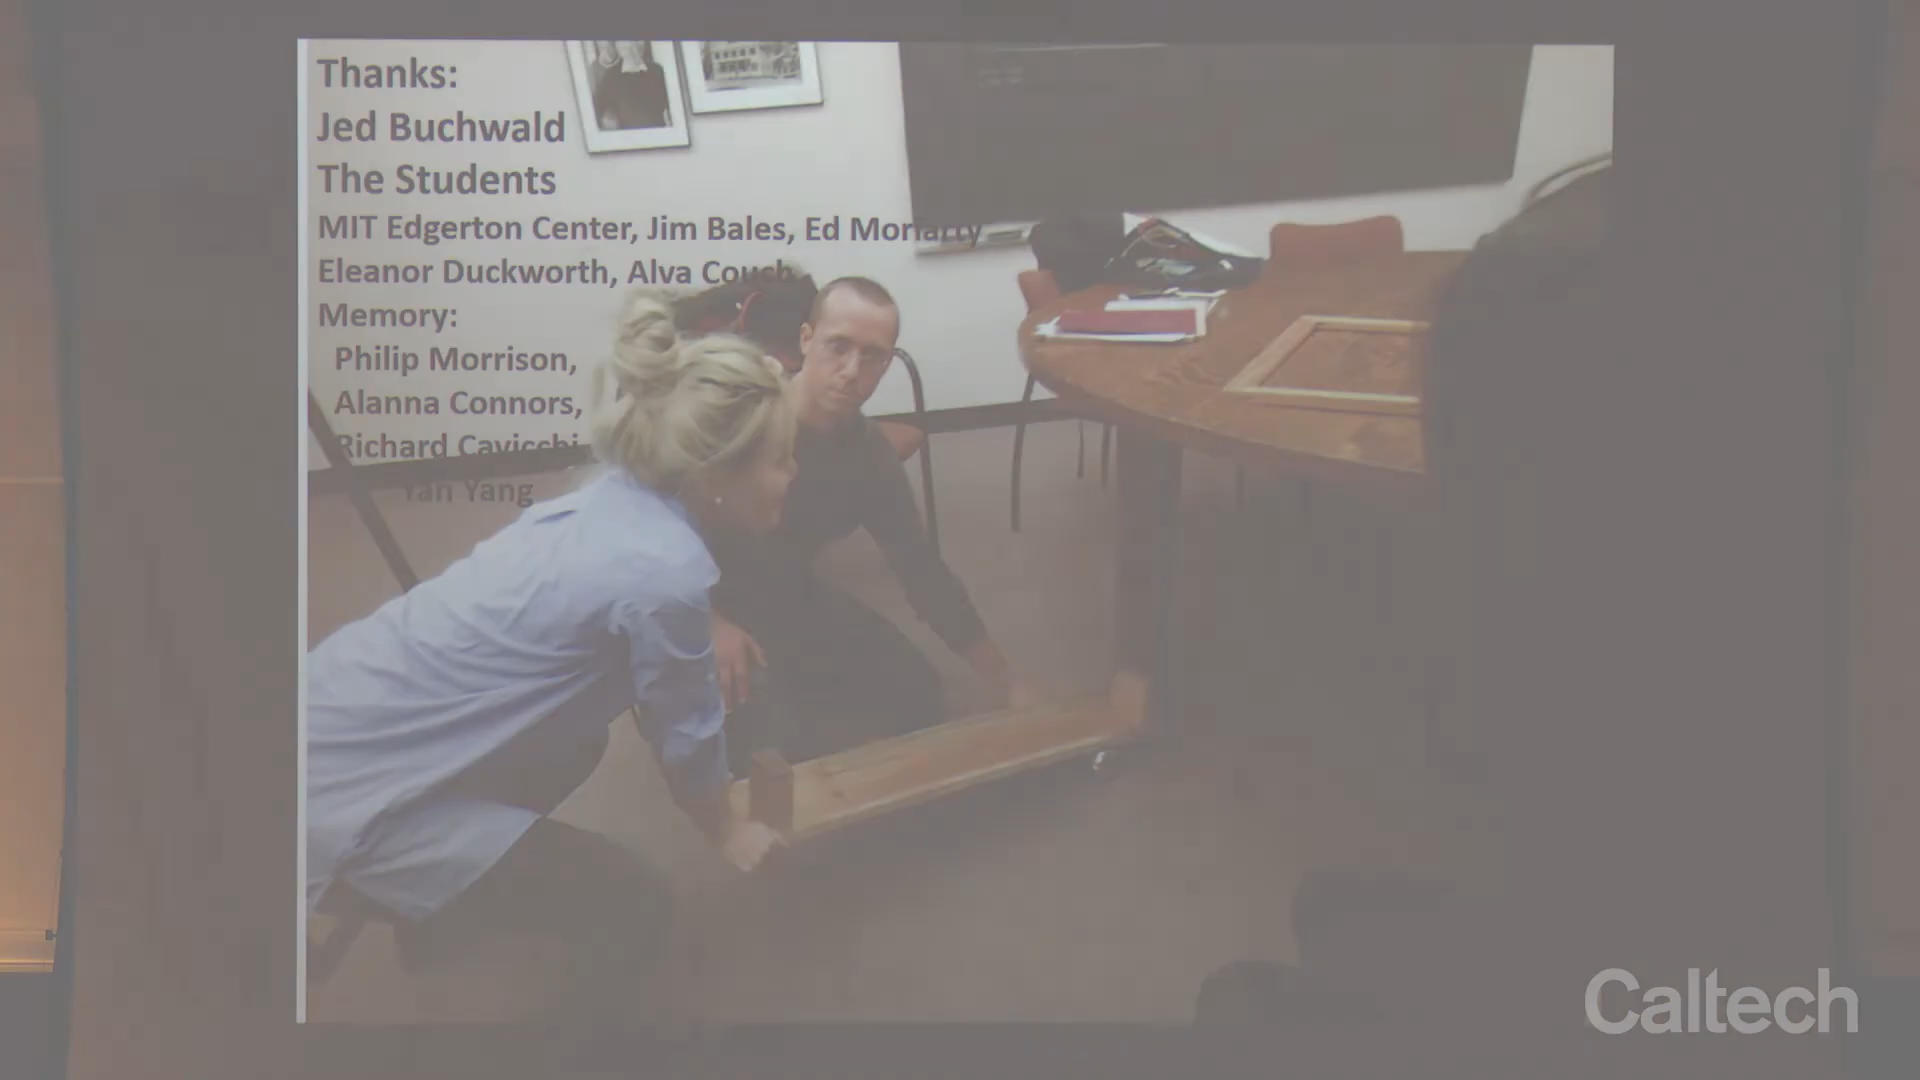 Thanks:
Jed Buchwald
The Students
MIT Edgerton Center, Jim Bales, Ed Moriarty
Eleanor Duckworth, Alva Couch
Memory:
Philip Morrison,
Alanna Connors,
Richard Cavicchi
Yan Yang
Caltech